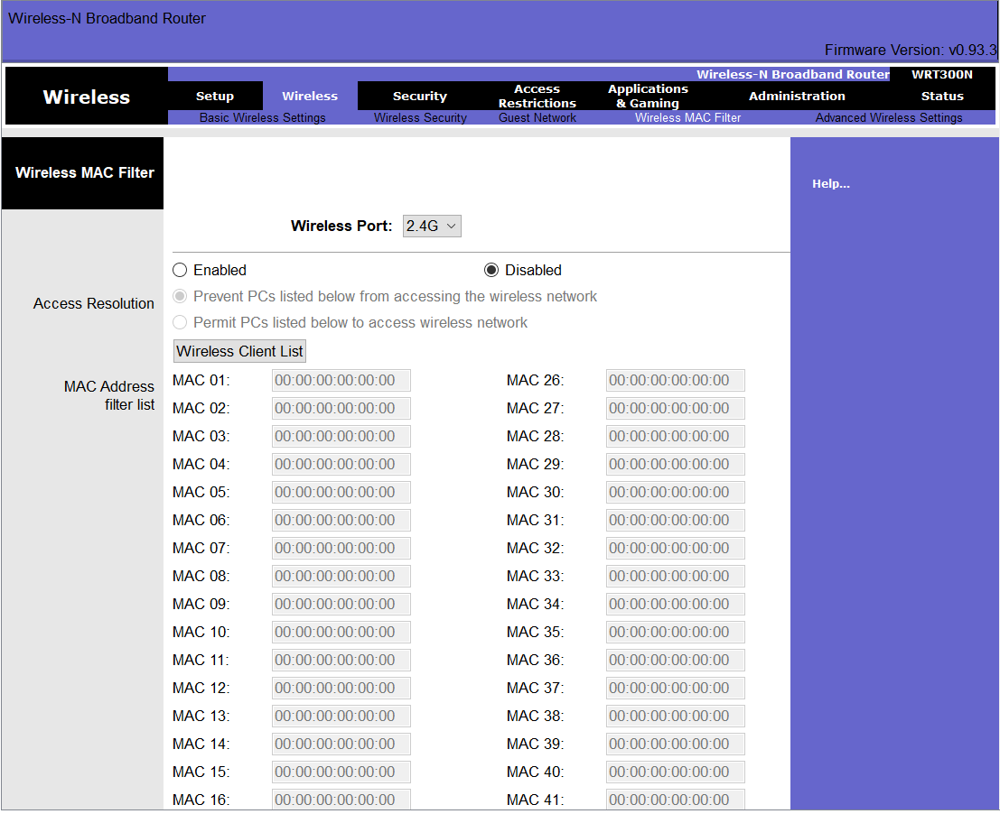 Wireless-N Broadband Router
Firmware Version: v0.93.3
Wireless-N Broadband Router WRT300N
Wireless
Setup Wireless Security Access Restrictions Applications & Gaming Administration Status
Basic Wireless Settings Wireless Security Guest Network Wireless MAC Filter Advanced Wireless Settings
Wireless MAC Filter
Help...
Wireless Port: 2.4G
Enabled Disabled
Access Resolution
Prevent PCs listed below from accessing the wireless network
Permit PCs listed below to access wireless network
Wireless Client List
MAC Address
filter list
MAC 01: 00:00:00:00:00:00 MAC 26: 00:00:00:00:00:00
MAC 02: 00:00:00:00:00:00 MAC 27: 00:00:00:00:00:00
MAC 03: 00:00:00:00:00:00 MAC 28: 00:00:00:00:00:00
MAC 04: 00:00:00:00:00:00 MAC 29: 00:00:00:00:00:00
MAC 05: 00:00:00:00:00:00 MAC 30: 00:00:00:00:00:00
MAC 06: 00:00:00:00:00:00 MAC 31: 00:00:00:00:00:00
MAC 07: 00:00:00:00:00:00 MAC 32: 00:00:00:00:00:00
MAC 08: 00:00:00:00:00:00 MAC 33: 00:00:00:00:00:00
MAC 09: 00:00:00:00:00:00 MAC 34: 00:00:00:00:00:00
MAC 10: 00:00:00:00:00:00 MAC 35: 00:00:00:00:00:00
MAC 11: 00:00:00:00:00:00 MAC 36: 00:00:00:00:00:00
MAC 12: 00:00:00:00:00:00 MAC 37: 00:00:00:00:00:00
MAC 13: 00:00:00:00:00:00 MAC 38: 00:00:00:00:00:00
MAC 14: 00:00:00:00:00:00 MAC 39: 00:00:00:00:00:00
MAC 15: 00:00:00:00:00:00 MAC 40: 00:00:00:00:00:00
MAC 16: 00:00:00:00:00:00 MAC 41: 00:00:00:00:00:00